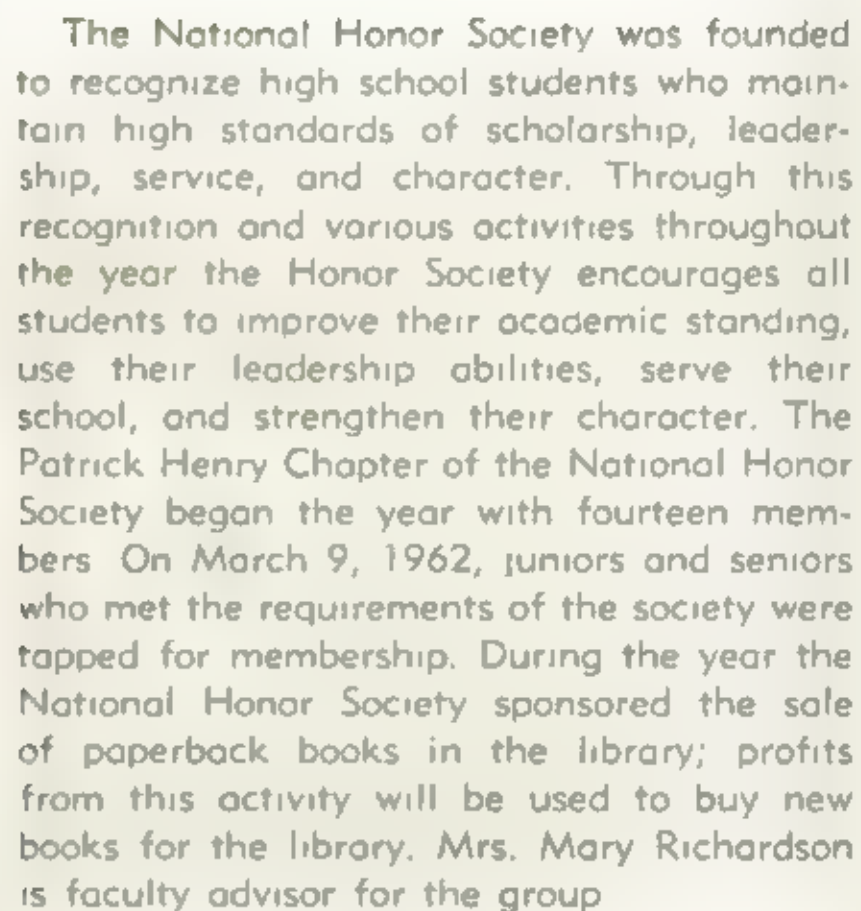 The National Honor Society was founded
to recognize high school students who main-
tain high standards of scholarship, leader-
ship, service, and character. Through this
recognition and various activities throughout
the year the Honor Society encourages all
students to improve their academic standing,
use their leadership abilities, serve their
school, and strengthen their character. The
Patrick Henry Chapter of the National Honor
Society began the year with fourteen mem-
bers On March 9, 1962, juniors and seniors
who met the requirements of the society were
tapped for membership. During the year the
National Honor Society sponsored the sale
of paperback books in the library; profits
from this activity will be used to buy new
books for the library. Mrs. Mary Richardson
is faculty advisor for the group